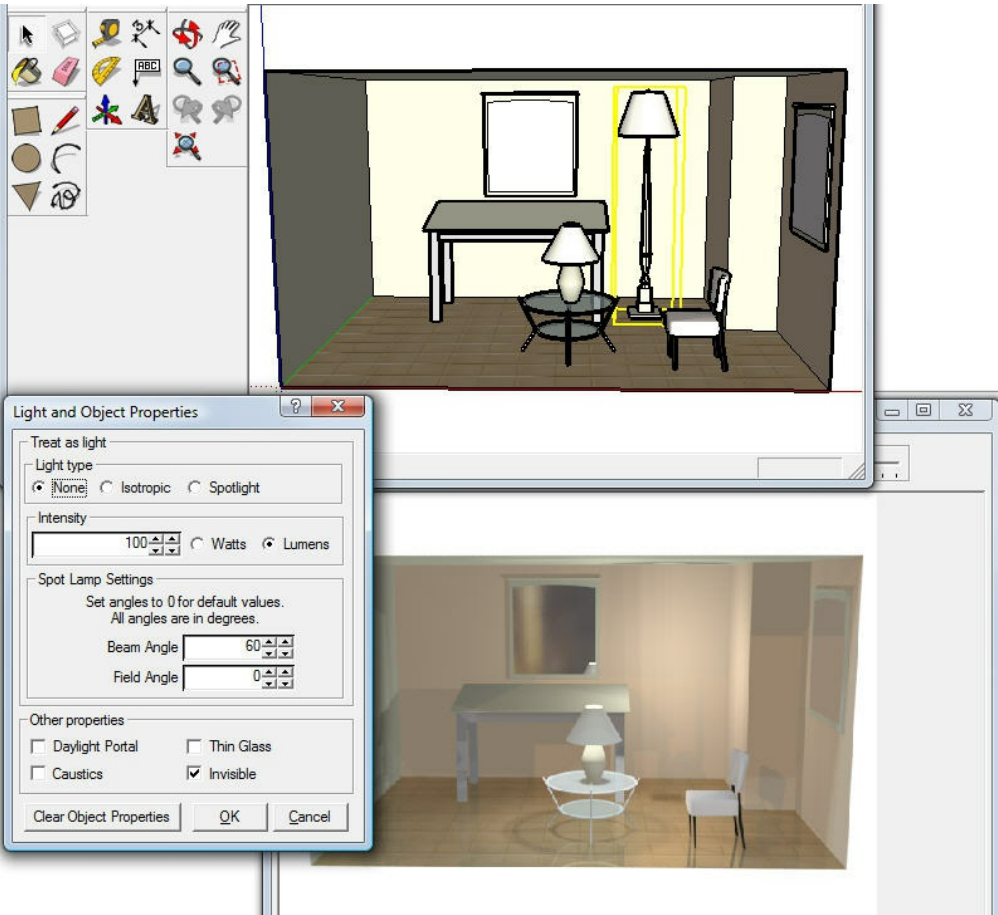 ABC
Light and Object Properties
Treat as light
Light type
None Isotropic Spotlight
Intensity
100 Watts Lumens
Spot Lamp Settings
Set angles to 0 for default values.
All angles are in degrees.
Beam Angle 60
Field Angle 0
Other properties
Daylight Portal Thin Glass
Caustics Invisible
Clear Object Properties OK Cancel